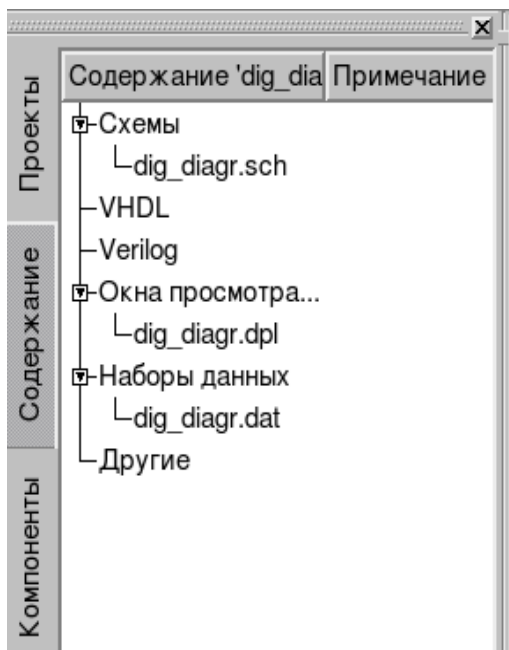 Проекты
Содержание
Компоненты
Содержание 'dig_dia Примечание
Схемы
dig_diagr.sch
VHDL
Verilog
Окна просмотра...
dig_diagr.dpl
Наборы данных
dig_diagr.dat
Другие